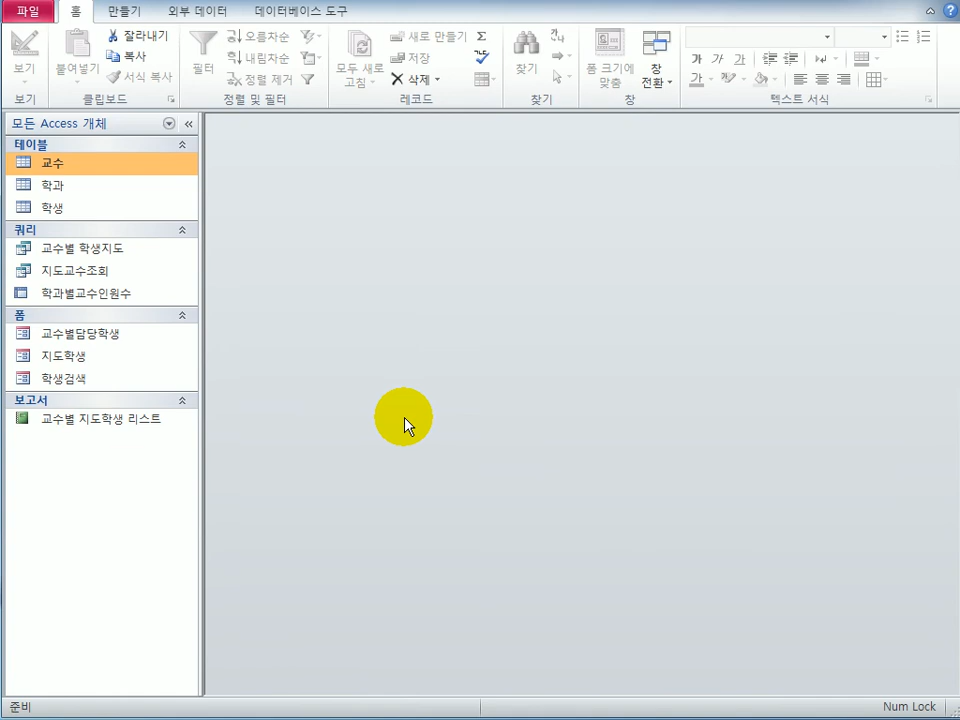 파일 홈 만들기 외부 데이터 데이터베이스 도구
보기 붙여넣기 잘라내기 복사 서식 복사
필터 오름차순 내림차순 정렬 제거
모두 새로 고침 새로 만들기 저장 삭제
찾기 폼 크기에 맞춤 창 전환
가 가 가 가
보기 클립보드 정렬 및 필터 레코드 찾기 창 텍스트 서식
모든 Access 개체
테이블
교수
학과
학생
쿼리
교수별 학생지도
지도교수조회
학과별교수인원수
폼
교수별담당학생
지도학생
학생검색
보고서
교수별 지도학생 리스트
준비 Num Lock